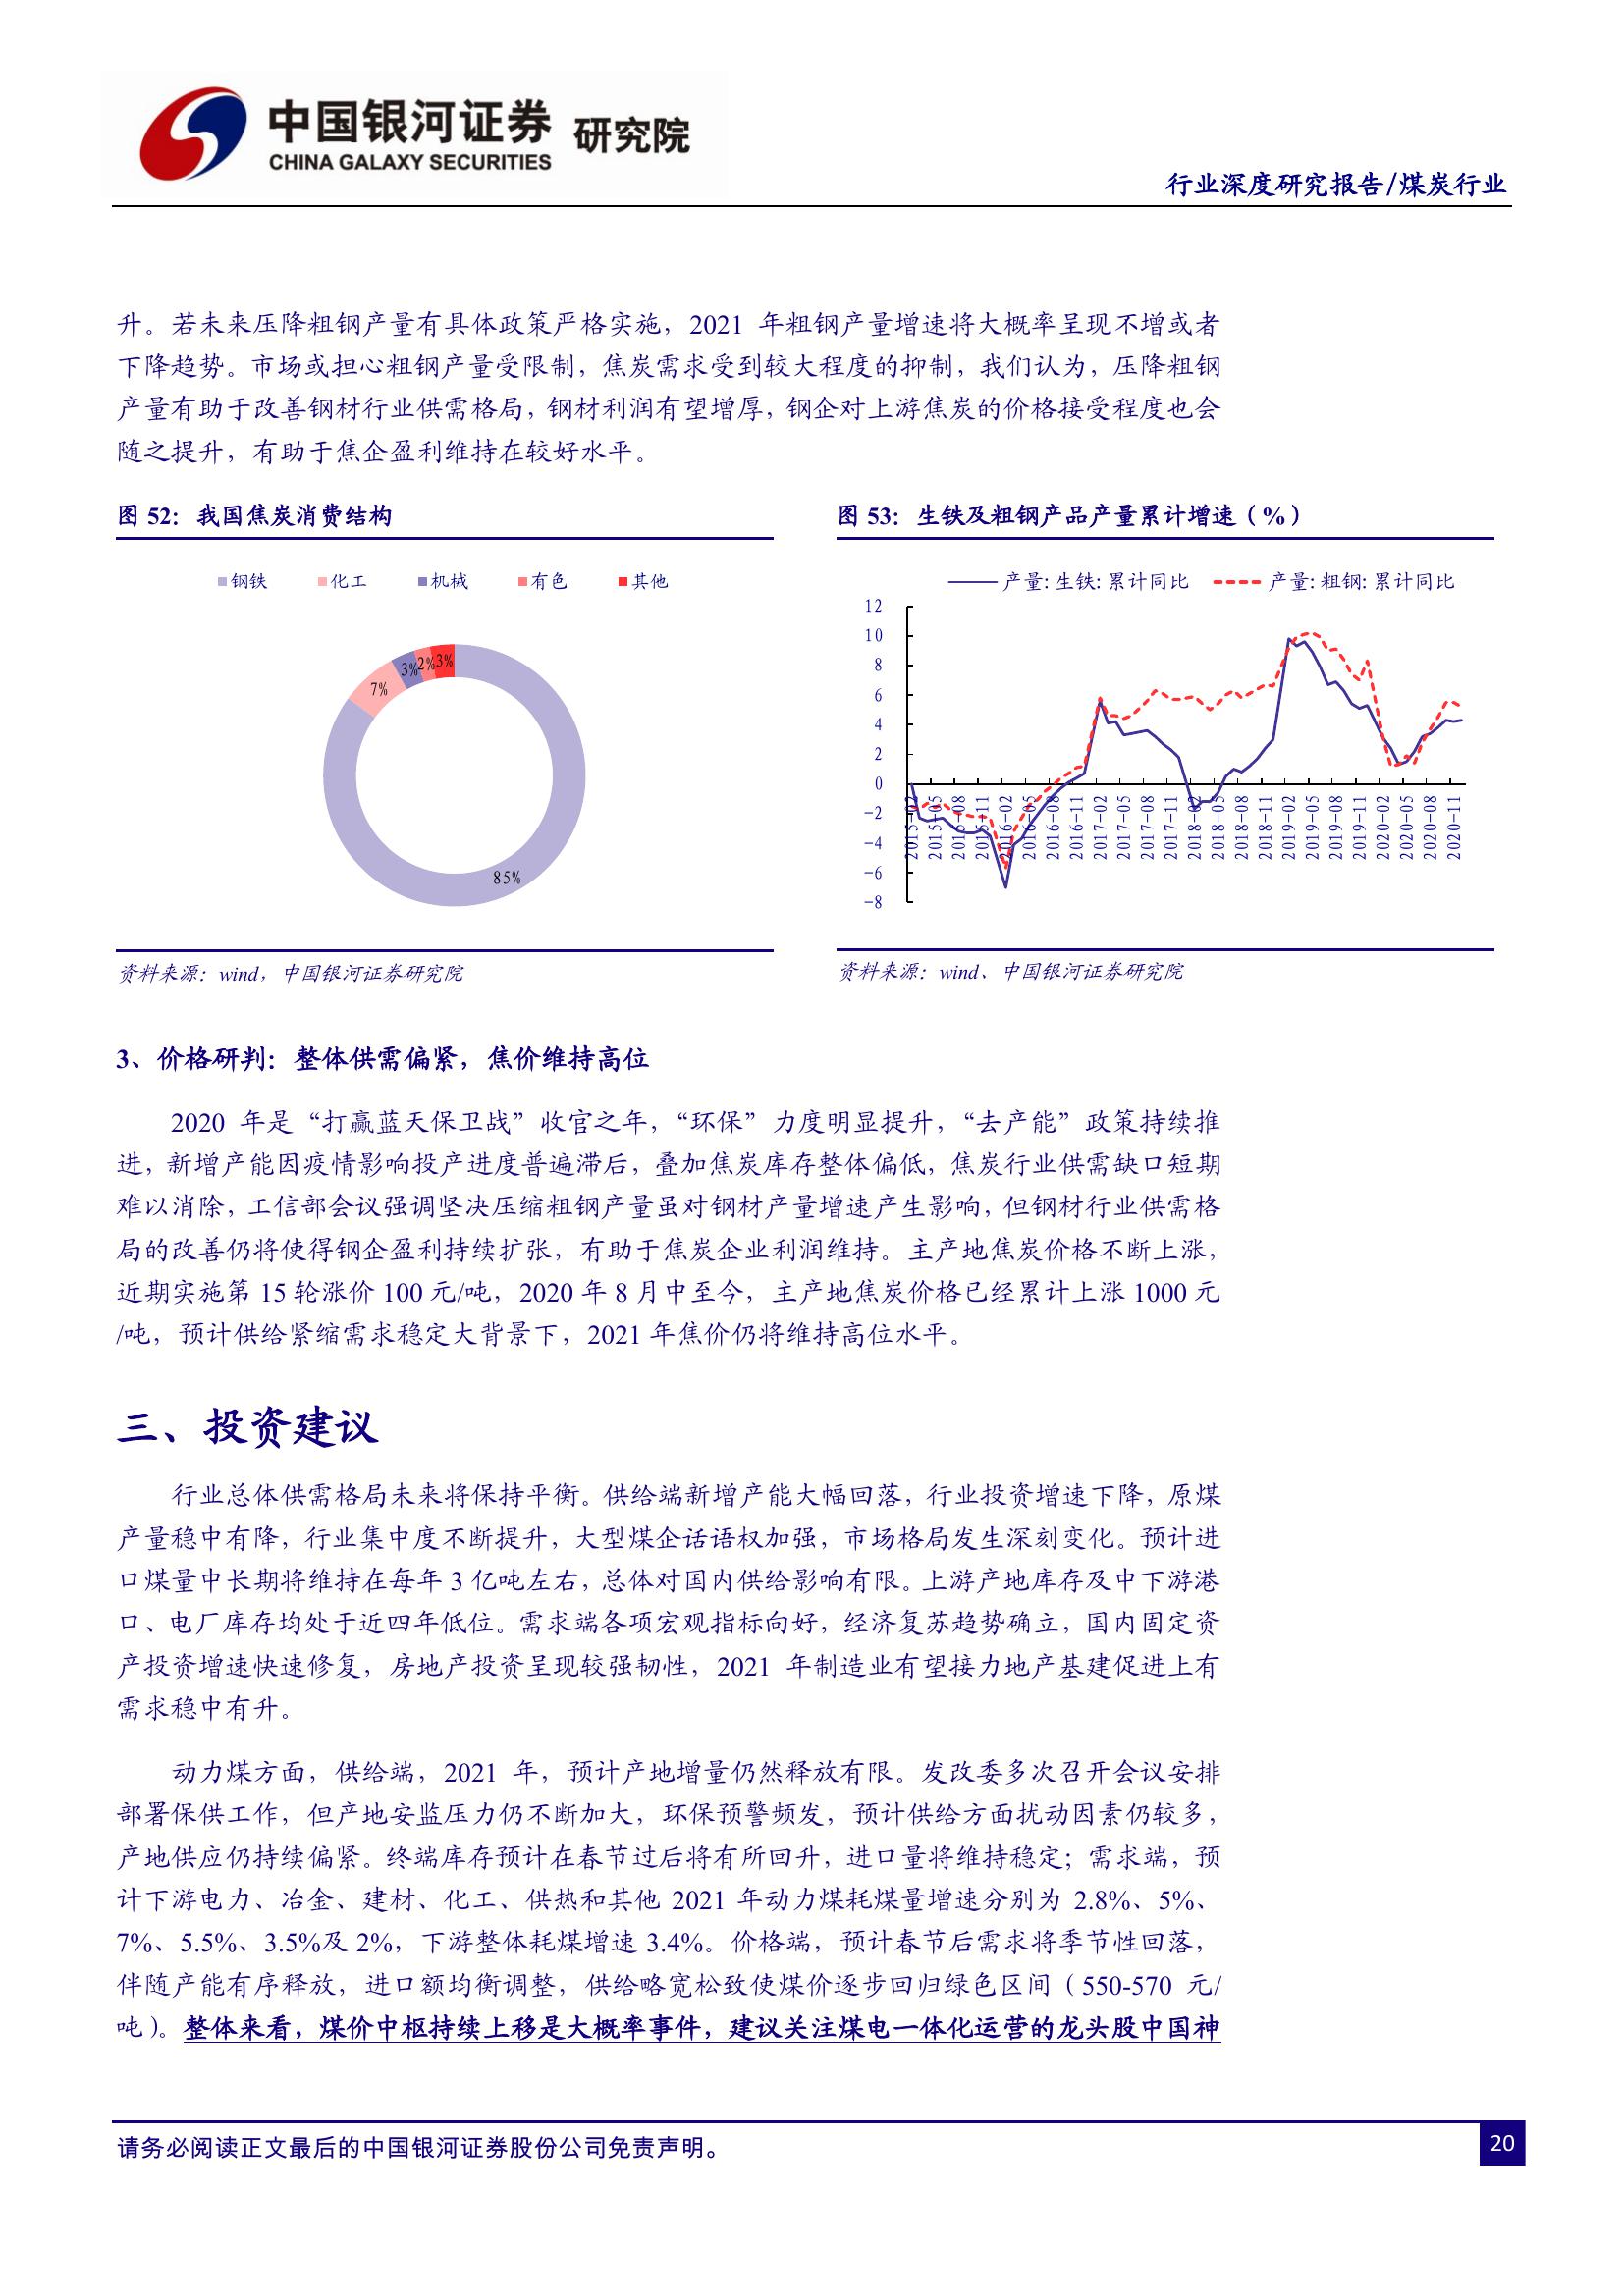 中国银河证券 研究院
CHINA GALAXY SECURITIES
行业深度研究报告/煤炭行业
升。若未来压降粗钢产量有具体政策严格实施，2021 年粗钢产量增速将大概率呈现不增或者
下降趋势。市场或担心粗钢产量受限制，焦炭需求受到较大程度的抑制，我们认为，压降粗钢
产量有助于改善钢材行业供需格局，钢材利润有望增厚，钢企对上游焦炭的价格接受程度也会
随之提升，有助于焦企盈利维持在较好水平。
图 52：我国焦炭消费结构
钢铁 化工 机械 有色 其他
3% 2% 3%
7%
85%
资料来源：wind，中国银河证券研究院
图 53：生铁及粗钢产品产量累计增速（%）
产量:生铁:累计同比 产量:粗钢:累计同比
12
10
8
6
4
2
0
-2
-4
-6
-8
2015-02 2015-05 2015-08 2015-11 2016-02 2016-05 2016-08 2016-11 2017-02 2017-05 2017-08 2017-11 2018-02 2018-05 2018-08 2018-11 2019-02 2019-05 2019-08 2019-11 2020-02 2020-05 2020-08 2020-11
资料来源：wind、中国银河证券研究院
3、价格研判：整体供需偏紧，焦价维持高位
2020 年是“打赢蓝天保卫战”收官之年，“环保”力度明显提升，“去产能”政策持续推
进，新增产能因疫情影响投产进度普遍滞后，叠加焦炭库存整体偏低，焦炭行业供需缺口短期
难以消除，工信部会议强调坚决压缩粗钢产量虽对钢材产量增速产生影响，但钢材行业供需格
局的改善仍将使得钢企盈利持续扩张，有助于焦炭企业利润维持。主产地焦炭价格不断上涨，
近期实施第 15 轮涨价 100 元/吨，2020 年 8 月中至今，主产地焦炭价格已经累计上涨 1000 元
/吨，预计供给紧缩需求稳定大背景下，2021 年焦价仍将维持高位水平。
三、投资建议
行业总体供需格局未来将保持平衡。供给端新增产能大幅回落，行业投资增速下降，原煤
产量稳中有降，行业集中度不断提升，大型煤企话语权加强，市场格局发生深刻变化。预计进
口煤量中长期将维持在每年 3 亿吨左右，总体对国内供给影响有限。上游产地库存及中下游港
口、电厂库存均处于近四年低位。需求端各项宏观指标向好，经济复苏趋势确立，国内固定资
产投资增速快速修复，房地产投资呈现较强韧性，2021 年制造业有望接力地产基建促进上有
需求稳中有升。
动力煤方面，供给端，2021 年，预计产地增量仍然释放有限。发改委多次召开会议安排
部署保供工作，但产地安监压力仍不断加大，环保预警频发，预计供给方面扰动因素仍较多，
产地供应仍持续偏紧。终端库存预计在春节过后将有所回升，进口量将维持稳定；需求端，预
计下游电力、冶金、建材、化工、供热和其他 2021 年动力煤耗煤量增速分别为 2.8%、5%、
7%、5.5%、3.5%及 2%，下游整体耗煤增速 3.4%。价格端，预计春节后需求将季节性回落，
伴随产能有序释放，进口额均衡调整，供给略宽松致使煤价逐步回归绿色区间（550-570 元/
吨）。整体来看，煤价中枢持续上移是大概率事件，建议关注煤电一体化运营的龙头股中国神
请务必阅读正文最后的中国银河证券股份公司免责声明。
20